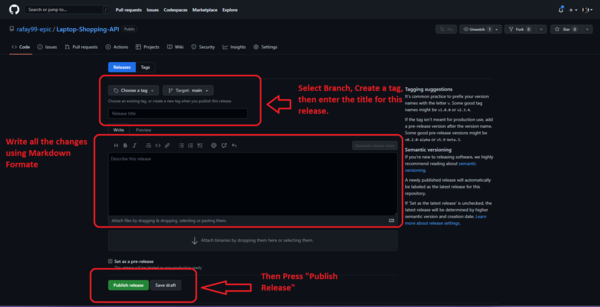 Search or jump to...
Pull requests Issues Codespaces Marketplace Explore
rafay99-epic / Laptop-Shopping-API Public
Unwatch 1 Fork 0 Star 0
Code Issues Pull requests Actions Projects Wiki Security Insights Settings
Releases Tags
Choose a tag Target: main
Choose an existing tag, or create a new tag when you publish this release.
Release title
Select Branch, Create a tag,
then enter the title for this
release.
Write all the changes
using Markdown
Formate
Write Preview
Describe this release
Attach files by dragging & dropping, selecting or pasting them.
Attach binaries by dropping them here or selecting them.
Set as a pre-release
Publish release Save draft
Then Press "Publish
Release"
Tagging suggestions
It's common practice to prefix your version
names with the letter v. Some good tag
names might be v1.0.0 or v2.3.4.
If the tag isn't meant for production use, add
a pre-release version after the version name.
Some good pre-release versions might be
v0.2.0-alpha or v5.9-beta.3.
Semantic versioning
If you're new to releasing software, we highly
recommend reading about semantic
versioning.
A newly published release will automatically
be labeled as the latest release for this
repository.
If 'Set as the latest release' is unchecked, the
latest release will be determined by higher
semantic version and creation date. Learn
more about release settings.